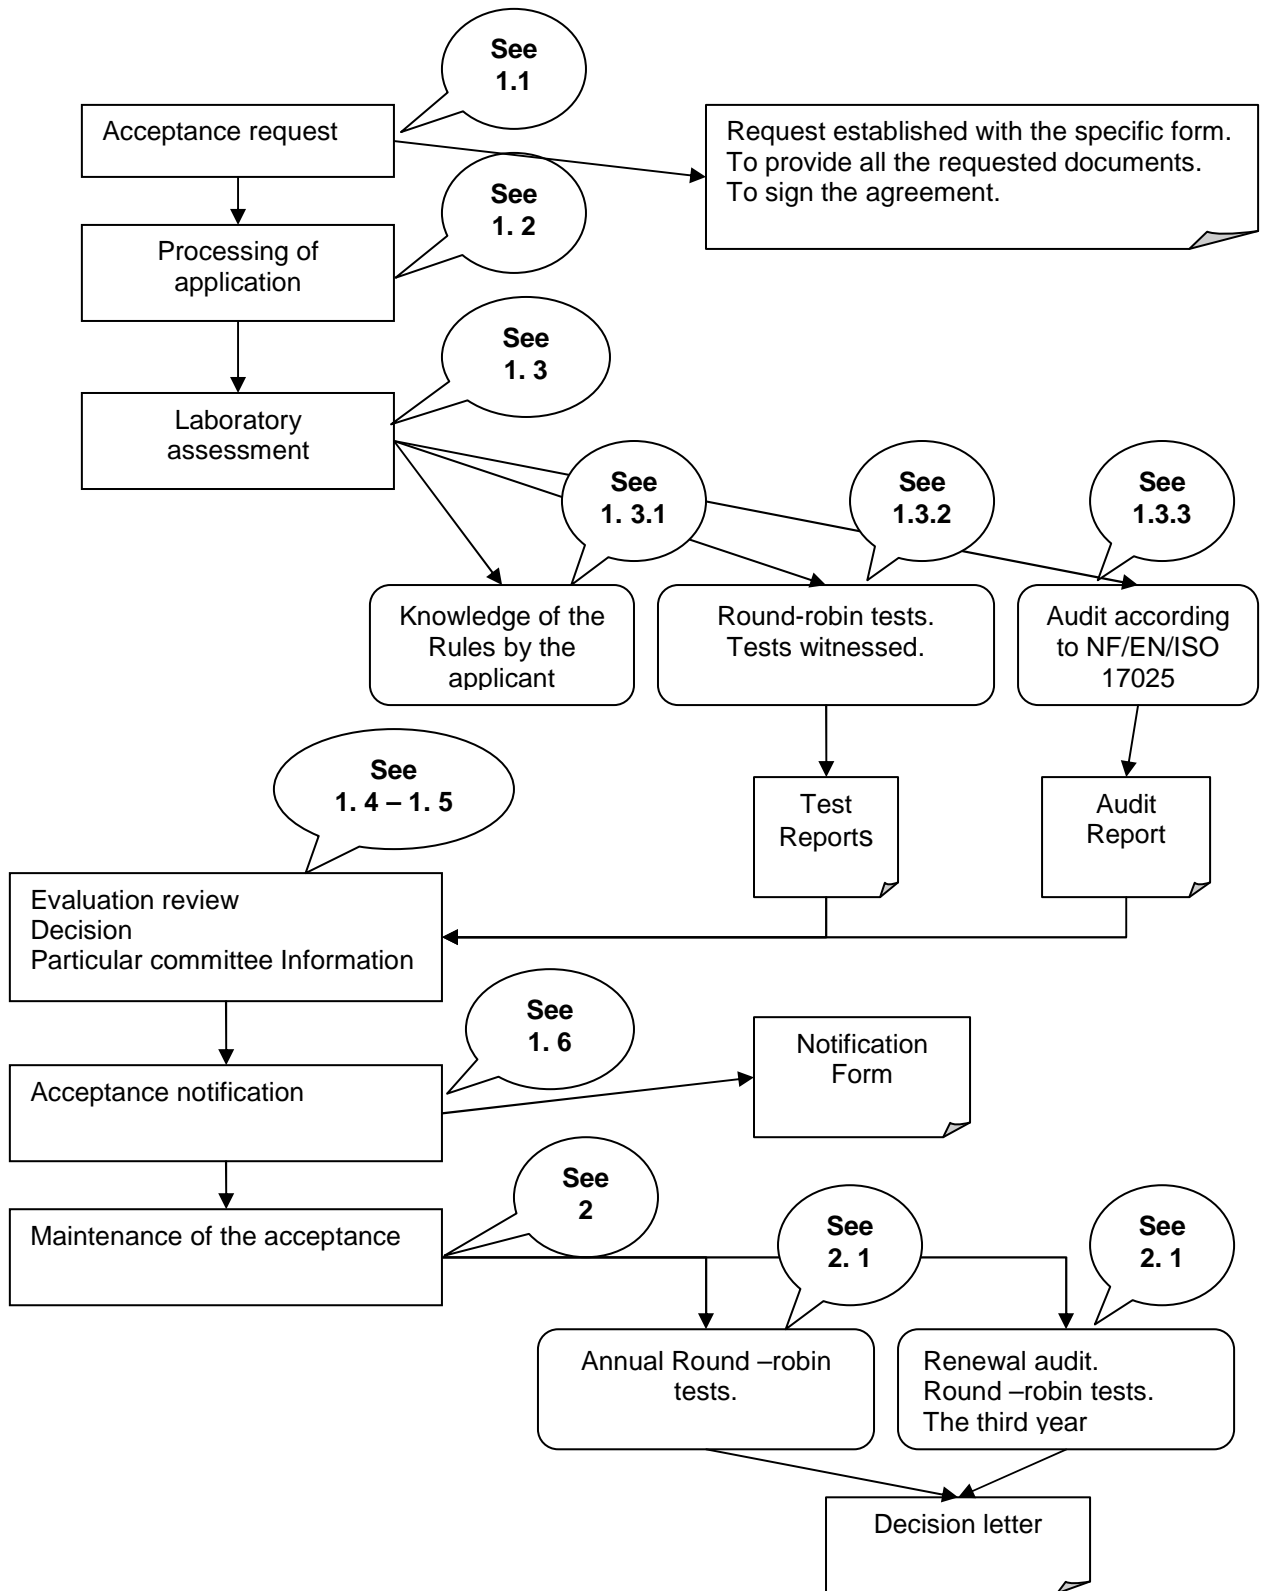 See
1.1
Acceptance request
Request established with the specific form.
To provide all the requested documents.
To sign the agreement.
See
1. 2
Processing of
application
See
1. 3
Laboratory
assessment
See
1. 3.1
See
1.3.2
See
1.3.3
Knowledge of the
Rules by the
applicant
Round-robin tests.
Tests witnessed.
Audit according
to NF/EN/ISO
17025
See
1. 4 – 1. 5
Test
Reports
Audit
Report
Evaluation review
Decision
Particular committee Information
See
1. 6
Acceptance notification
Notification
Form
See
2
Maintenance of the acceptance
See
2. 1
See
2. 1
Annual Round –robin
tests.
Renewal audit.
Round –robin tests.
The third year
Decision letter